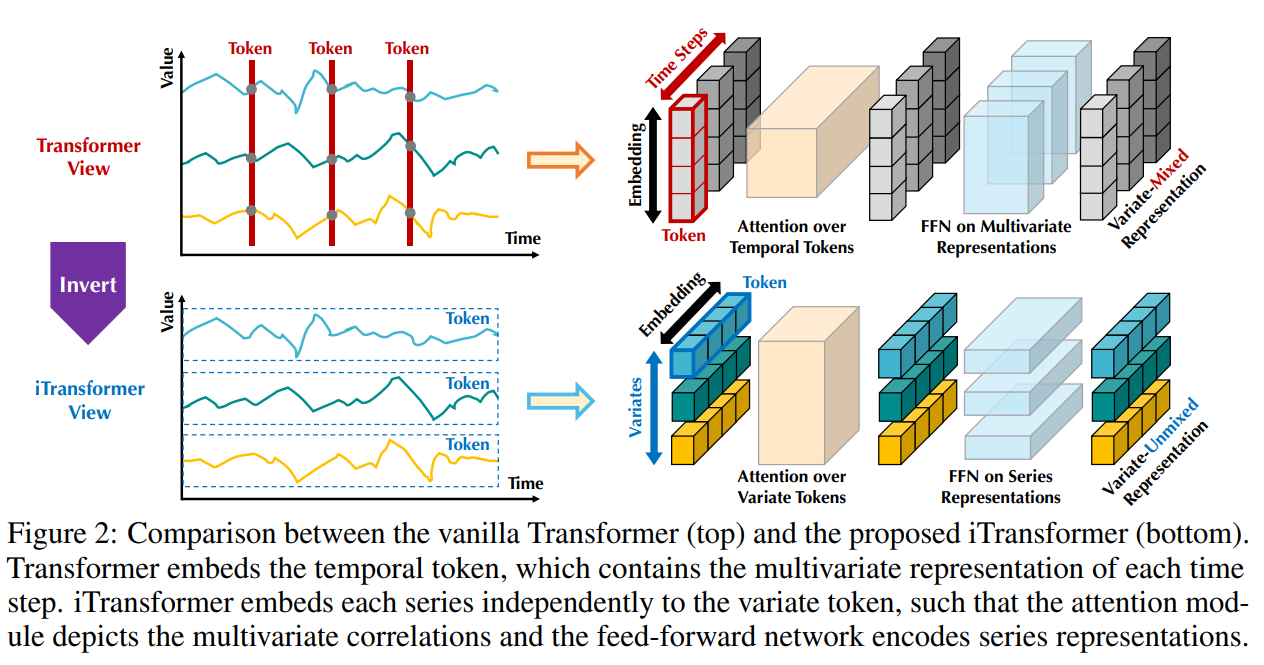 Token Token Token
Value
Transformer
View
Time
Time Steps
Embedding
Token
Attention over
Temporal Tokens
FFN on Multivariate
Representations
Variate-Mixed
Representation
Invert
Value
Token
Token
Token
iTransformer
View
Time
Embedding
Token
Variates
Attention over
Variate Tokens
FFN on Series
Representations
Variate-Unmixed
Representation
Figure 2: Comparison between the vanilla Transformer (top) and the proposed iTransformer (bottom).
Transformer embeds the temporal token, which contains the multivariate representation of each time
step. iTransformer embeds each series independently to the variate token, such that the attention mod-
ule depicts the multivariate correlations and the feed-forward network encodes series representations.